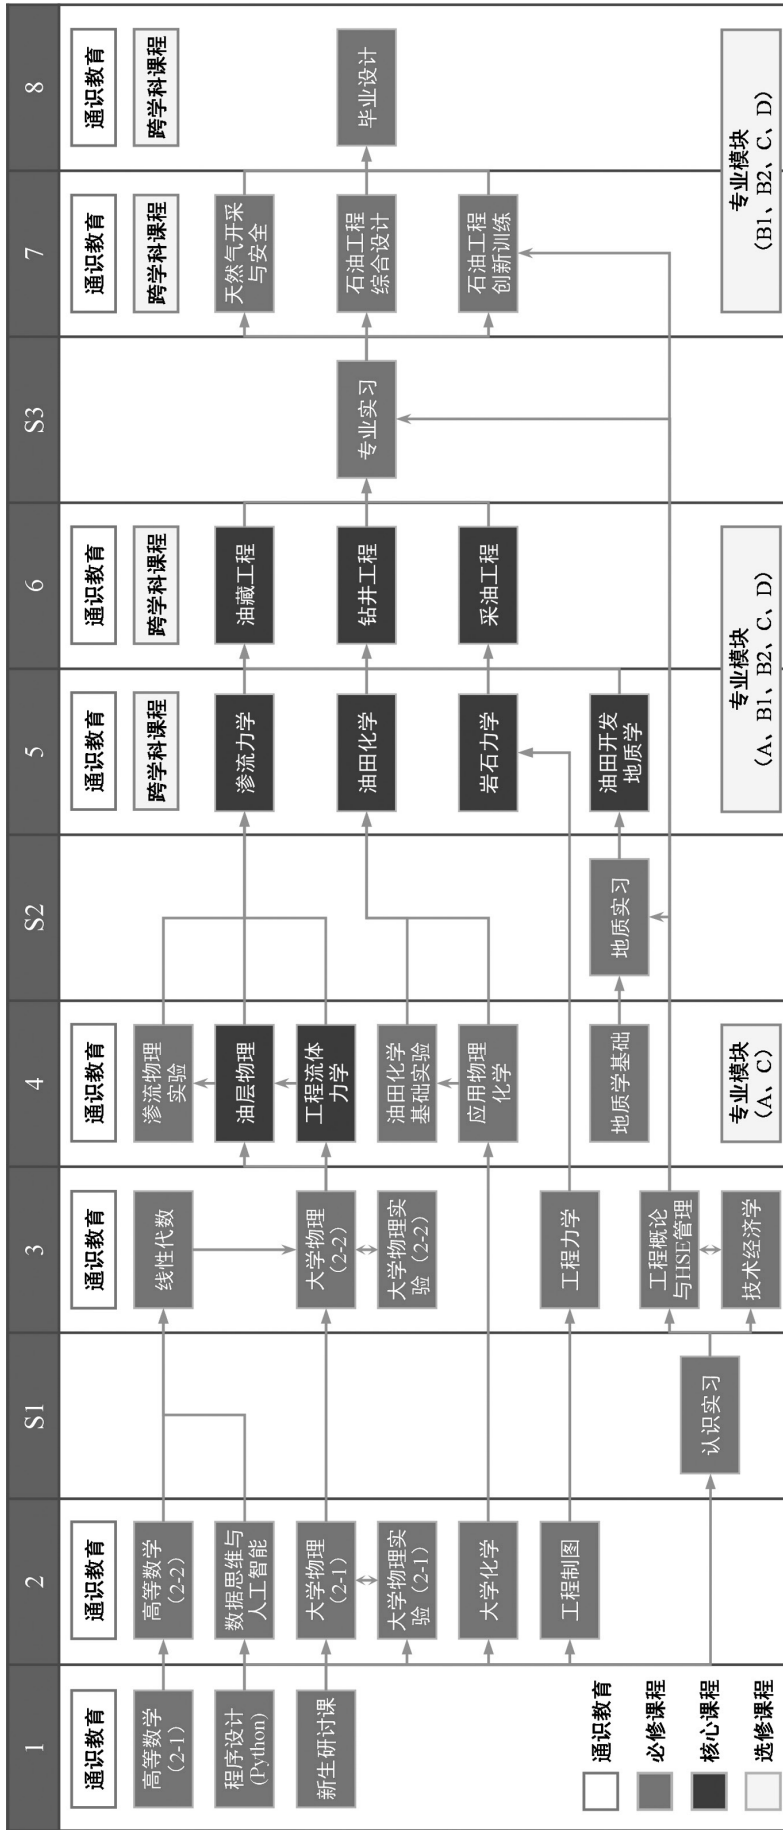 1
2
S1
3
4
S2
5
6
S3
7
8
通识教育
高等数学
(2-1)
程序设计
(Python)
新生研讨课
通识教育
必修课程
核心课程
选修课程
通识教育
高等数学
(2-2)
数据思维与
人工智能
大学物理
(2-1)
大学物理实
验(2-1)
大学化学
工程制图
认识实习
通识教育
线性代数
大学物理
(2-2)
大学物理实
验(2-2)
工程力学
工程概论
与HSE管理
技术经济学
通识教育
渗流物理
实验
油层物理
工程流体
力学
油田化学
基础实验
应用物理
化学
地质学基础
专业模块
(A、C)
地质实习
通识教育
跨学科课程
渗流力学
油田化学
岩石力学
油田开发
地质学
通识教育
跨学科课程
油藏工程
钻井工程
采油工程
专业模块
(A、B1、B2、C、D)
专业实习
通识教育
跨学科课程
天然气开采
与安全
石油工程
综合设计
石油工程
创新训练
通识教育
跨学科课程
毕业设计
专业模块
(B1、B2、C、D)